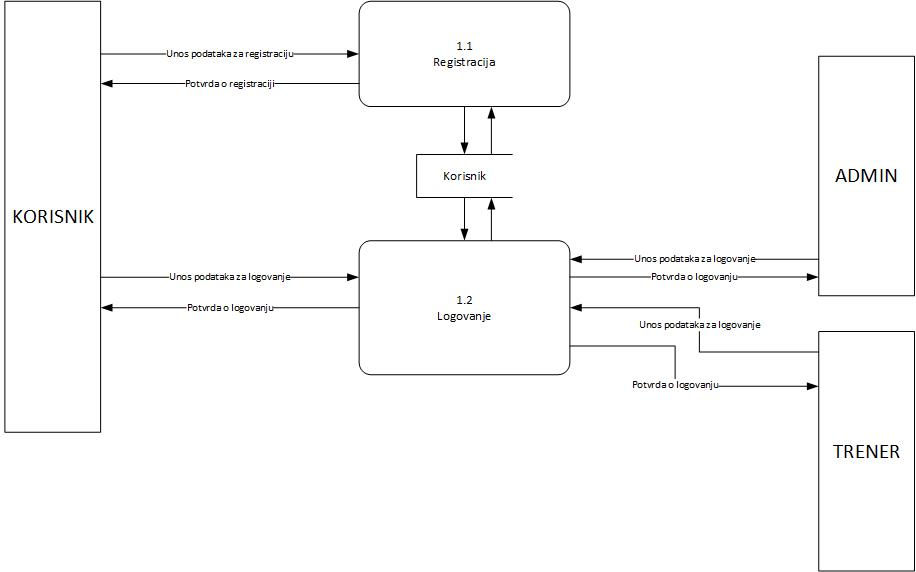 KORISNIK
Unos podataka za registraciju
Potvrda o registraciji
1.1
Registracija
Korisnik
Unos podataka za logovanje
Potvrda o logovanju
1.2
Logovanje
ADMIN
Unos podataka za logovanje
Potvrda o logovanju
Unos podataka za logovanje
Potvrda o logovanju
TRENER